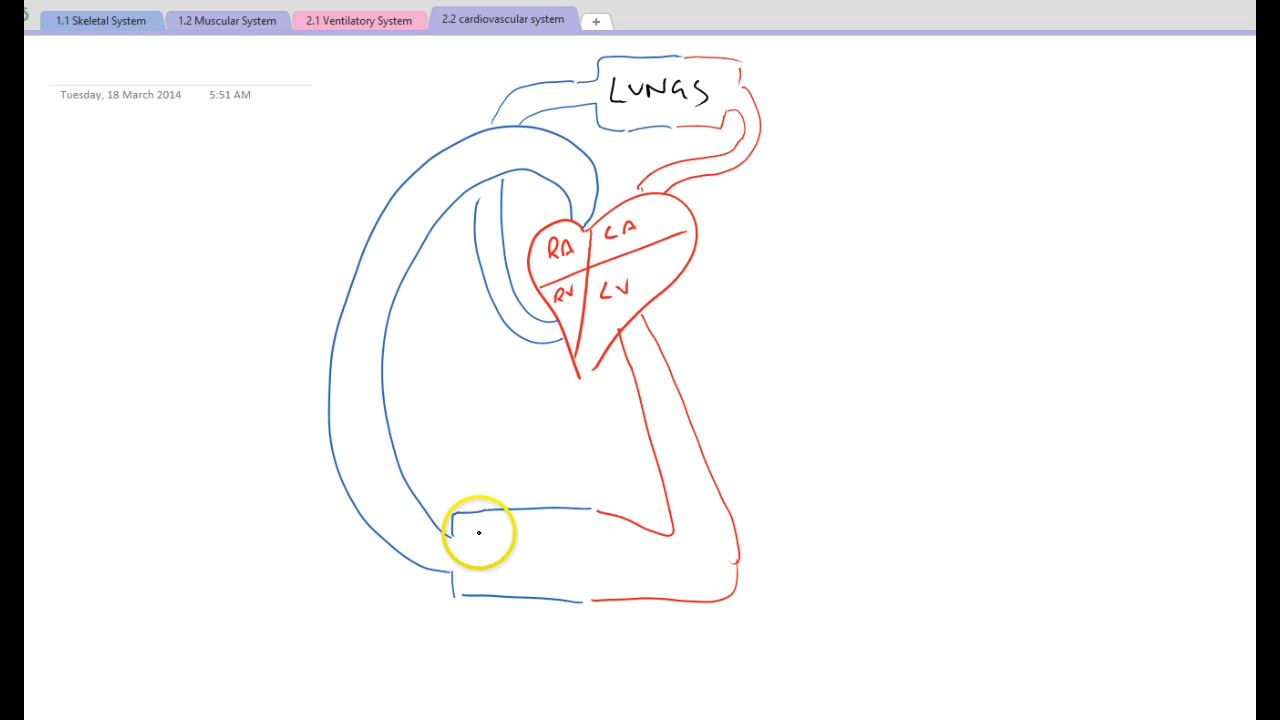 1.1 Skeletal System
1.2 Muscular System
2.1 Ventilatory System
2.2 cardiovascular system
+
Tuesday, 18 March 2014 5:51 AM
LUNGS
RA
LA
RV
LV